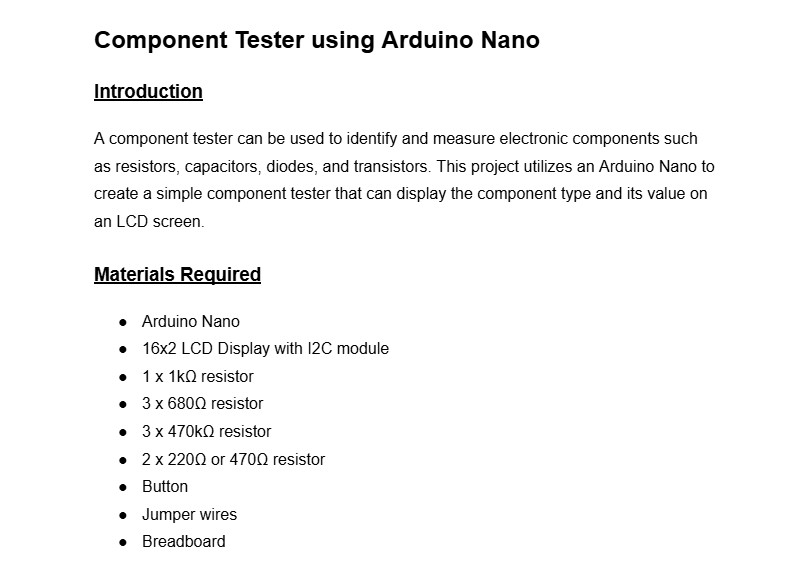 Component Tester using Arduino Nano
Introduction
A component tester can be used to identify and measure electronic components such
as resistors, capacitors, diodes, and transistors. This project utilizes an Arduino Nano to
create a simple component tester that can display the component type and its value on
an LCD screen.
Materials Required
● Arduino Nano
● 16x2 LCD Display with I2C module
● 1 x 1kΩ resistor
● 3 x 680Ω resistor
● 3 x 470kΩ resistor
● 2 x 220Ω or 470Ω resistor
● Button
● Jumper wires
● Breadboard